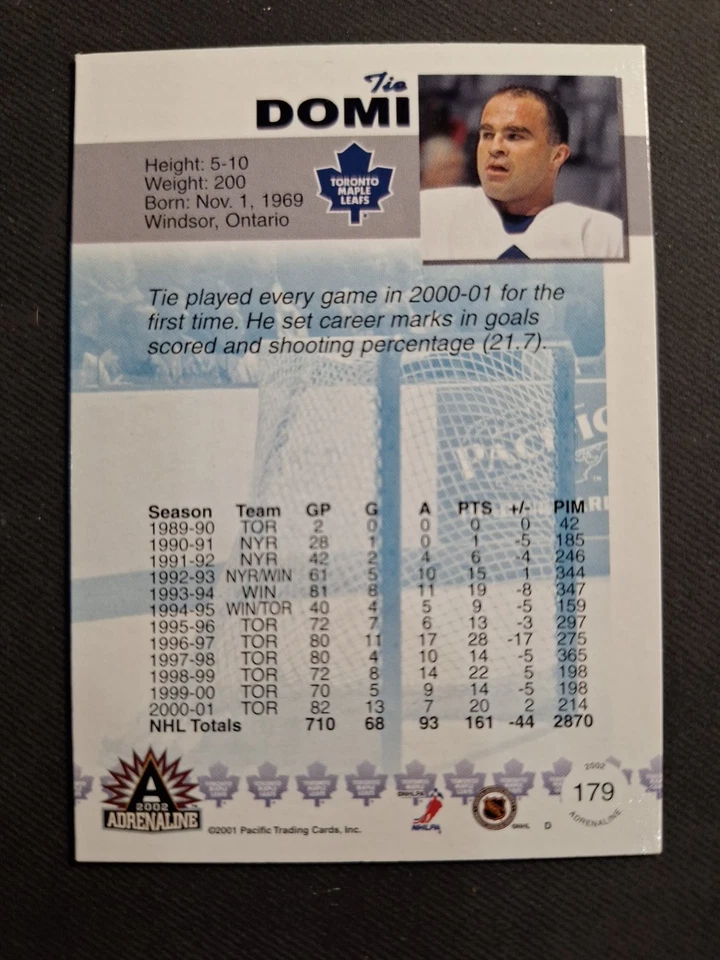 Tie
DOMI
Height: 5-10
Weight: 200
Born: Nov. 1, 1969
Windsor, Ontario
TORONTO
MAPLE
LEAFS
Tie played every game in 2000-01 for the
first time. He set career marks in goals
scored and shooting percentage (21.7).
PACIFIC
Season Team GP G A PTS +/- PIM
1989-90 TOR 2 0 0 0 0 42
1990-91 NYR 28 1 0 1 -5 185
1991-92 NYR 42 2 4 6 -4 246
1992-93 NYR/WIN 61 5 10 15 1 344
1993-94 WIN 81 8 11 19 -8 347
1994-95 WIN/TOR 40 4 5 9 -5 159
1995-96 TOR 72 7 6 13 -3 297
1996-97 TOR 80 11 17 28 -17 275
1997-98 TOR 80 4 10 14 -5 365
1998-99 TOR 72 8 14 22 5 198
1999-00 TOR 70 5 9 14 -5 198
2000-01 TOR 82 13 7 20 2 214
NHL Totals 710 68 93 161 -44 2870
A
2002
ADRENALINE
©2001 Pacific Trading Cards, Inc.
©NHLPA
NHLPA
©NHL
D
2002
179
ADRENALINE